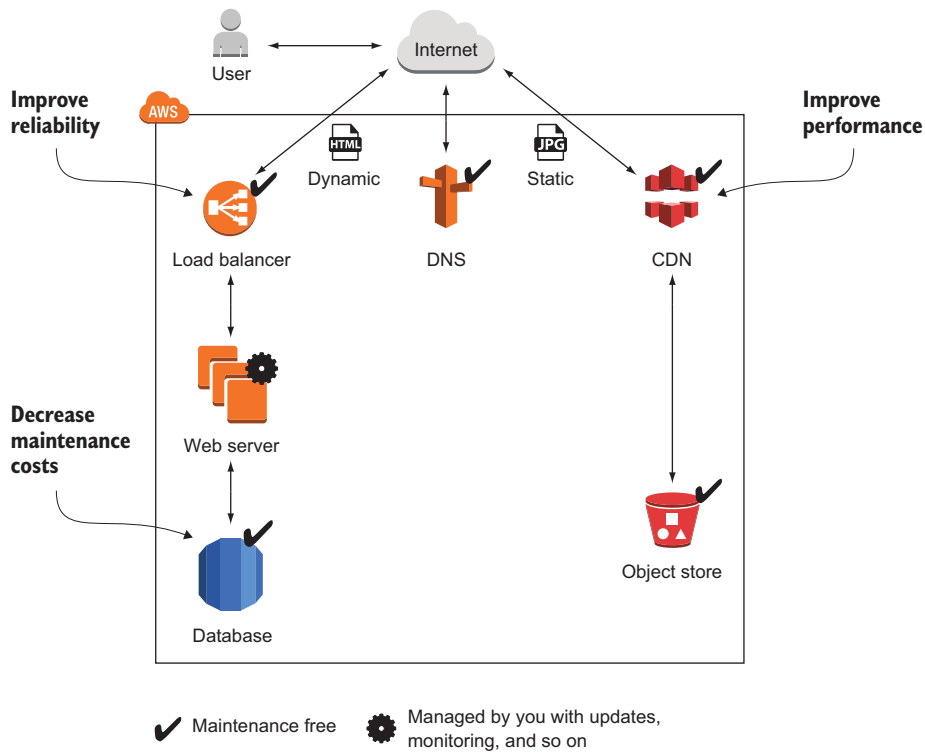 Internet
User
Improve
reliability
AWS
Improve
performance
HTML
JPG
Dynamic
Static
Load balancer
DNS
CDN
Web server
Decrease
maintenance
costs
Object store
Database
Maintenance free
Managed by you with updates,
monitoring, and so on